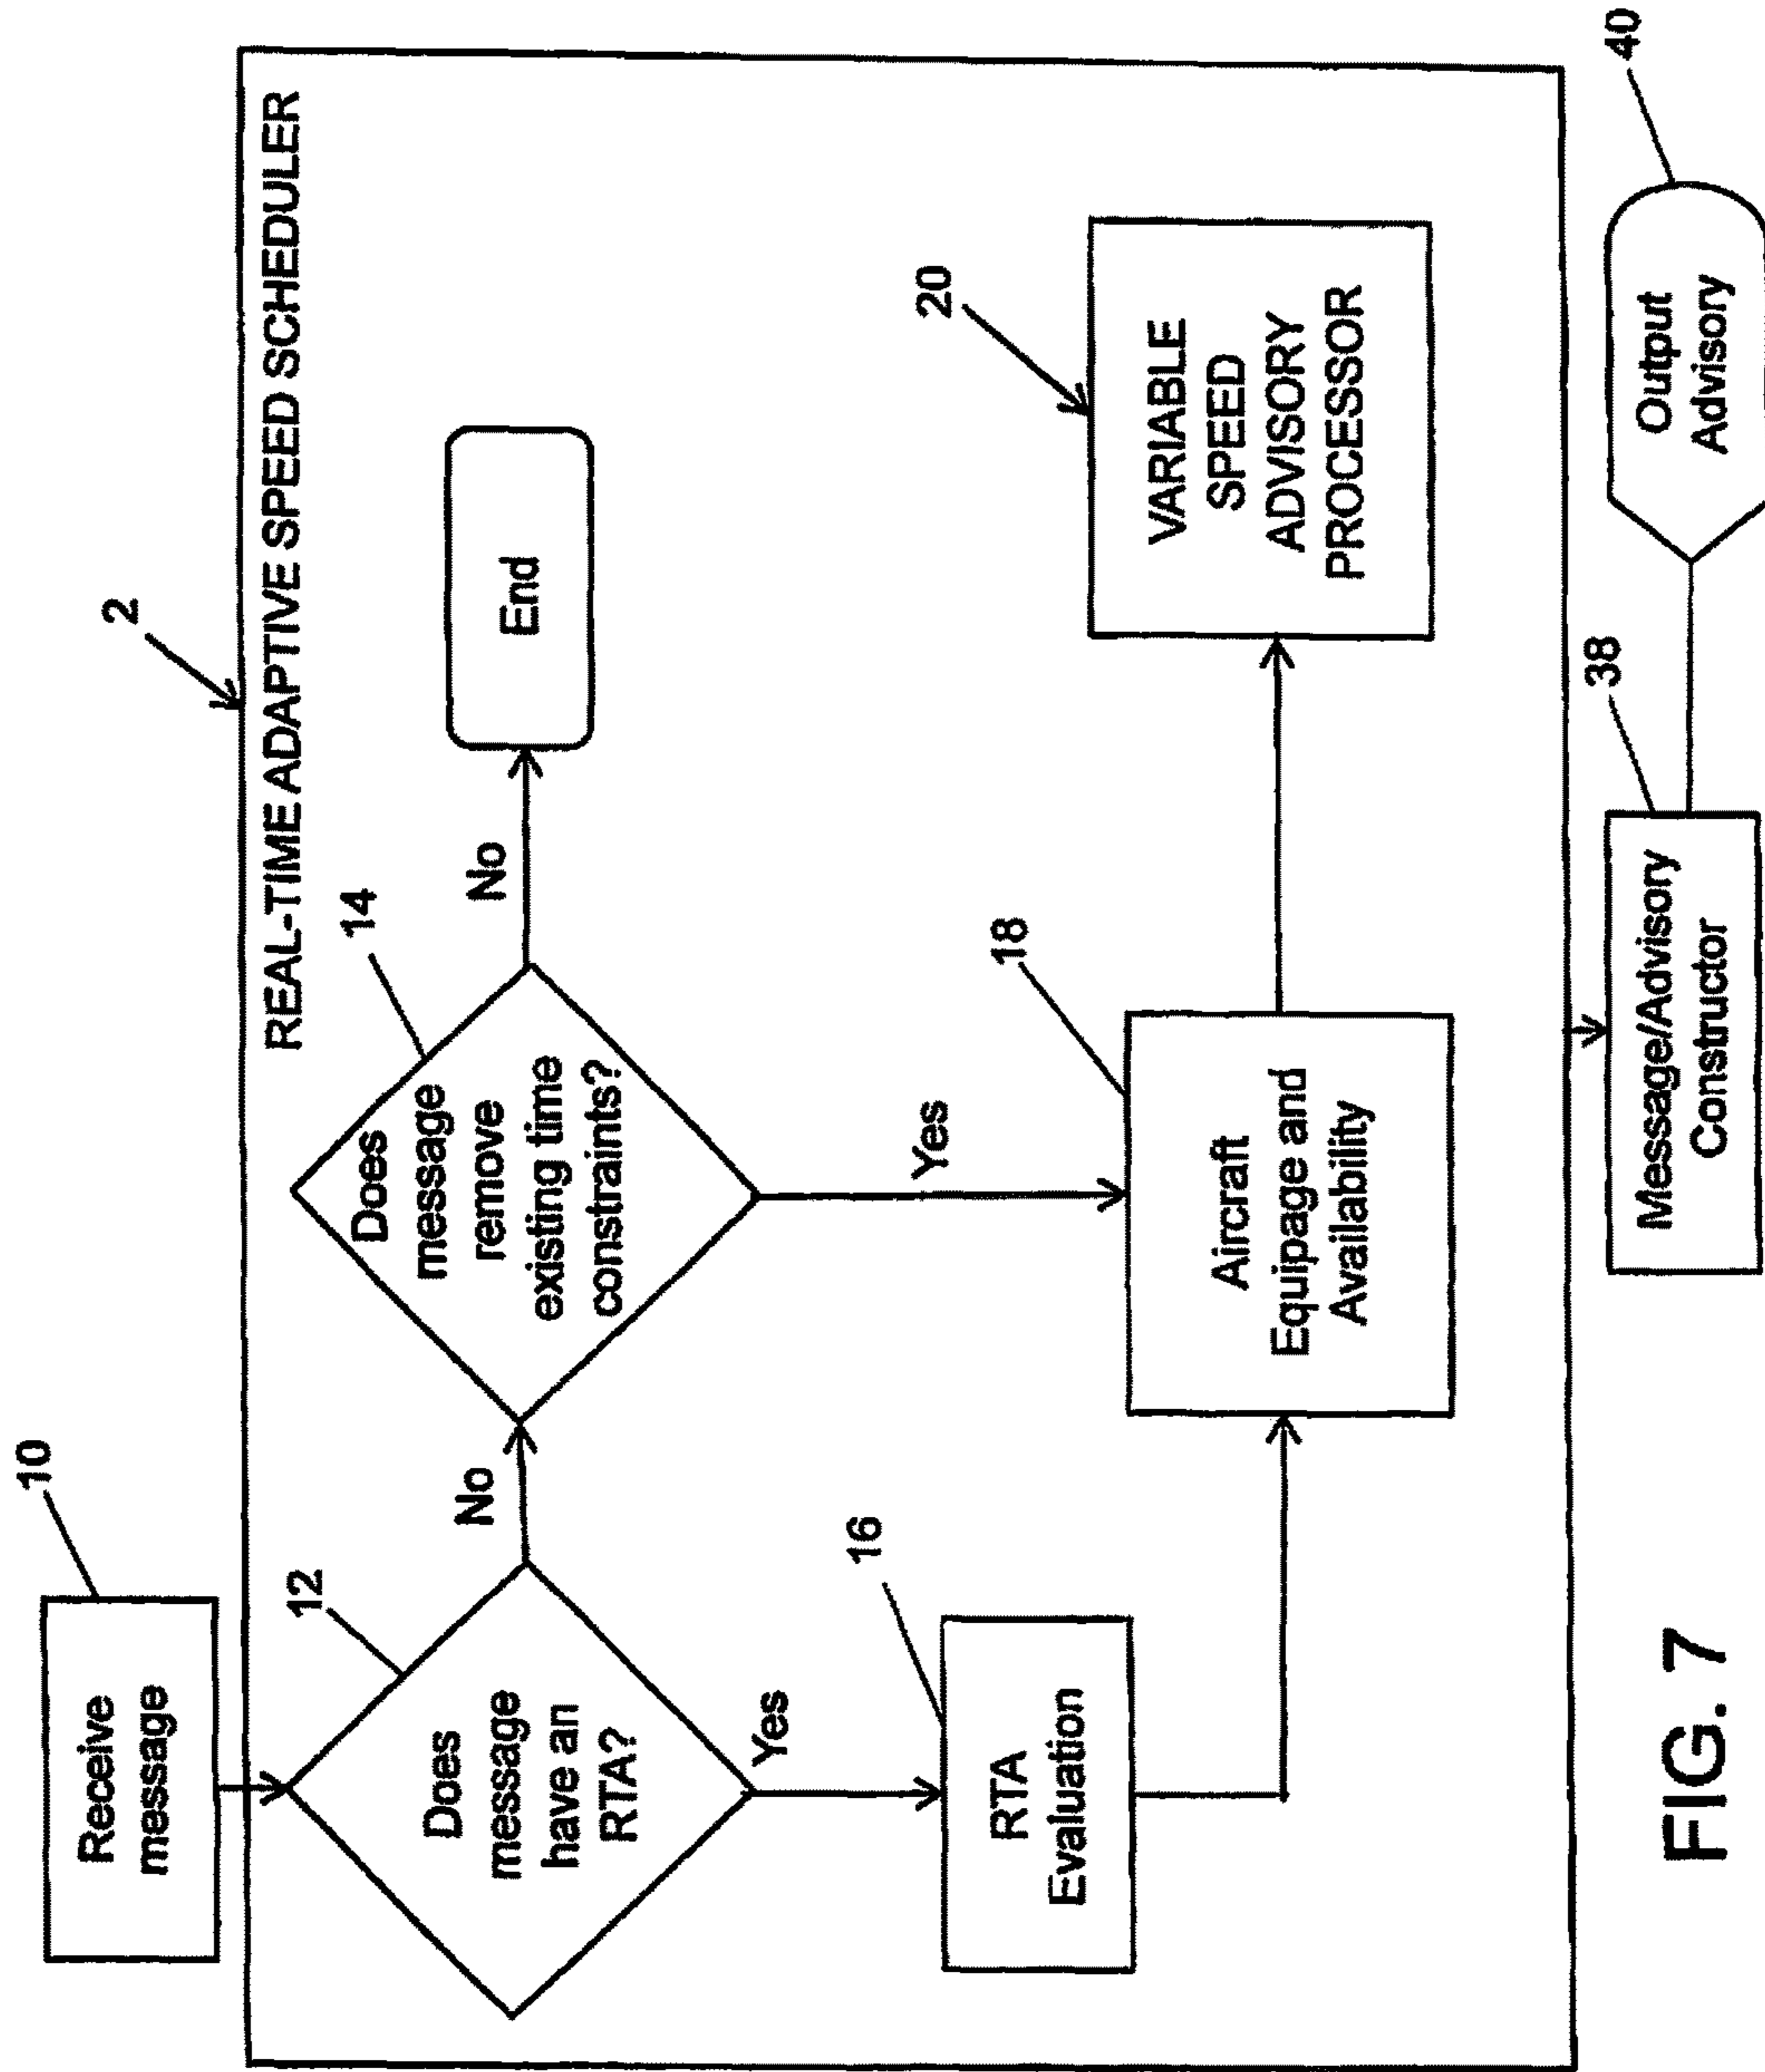 10
Receive
message
2
REAL-TIME ADAPTIVE SPEED SCHEDULER
12
Does
message
have an
RTA?
No
14
Does
message
remove
existing time
constraints?
No
End
Yes
16
RTA
Evaluation
Yes
18
Aircraft
Equipage and
Availability
20
VARIABLE
SPEED
ADVISORY
PROCESSOR
38
Message/Advisory
Constructor
40
Output
Advisory
FIG. 7